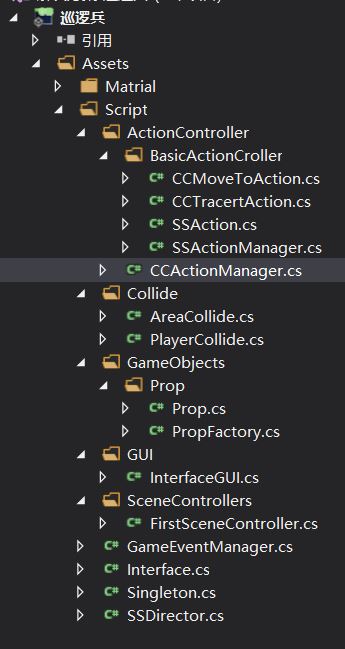 巡逻兵
引用
Assets
Matrial
Script
ActionController
BasicActionCroller
CCMoveToAction.cs
CCTracertAction.cs
SSAction.cs
SSActionManager.cs
CCActionManager.cs
Collide
AreaCollide.cs
PlayerCollide.cs
GameObjects
Prop
Prop.cs
PropFactory.cs
GUI
InterfaceGUI.cs
SceneControllers
FirstSceneController.cs
GameEventManager.cs
Interface.cs
Singleton.cs
SSDirector.cs